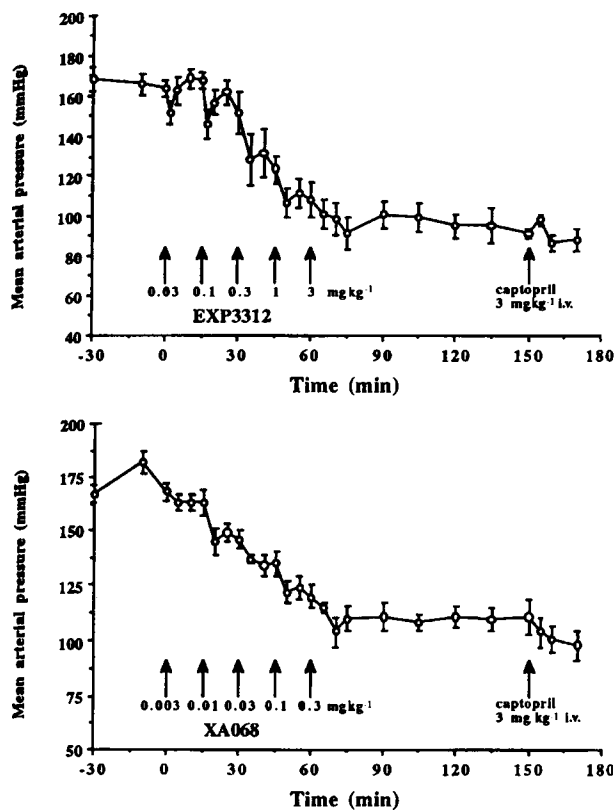 200
180
160
140
120
100
80
60
40
Mean arterial pressure (mmHg)
0.03 0.1 0.3 1 3 mg kg⁻¹
captopril
3 mg kg⁻¹ i.v.
EXP3312
-30 0 30 60 90 120 150 180
Time (min)
200
175
150
125
100
75
50
Mean arterial pressure (mmHg)
0.003 0.01 0.03 0.1 0.3 mg kg⁻¹
captopril
3 mg kg⁻¹ i.v.
XA068
-30 0 30 60 90 120 150 180
Time (min)